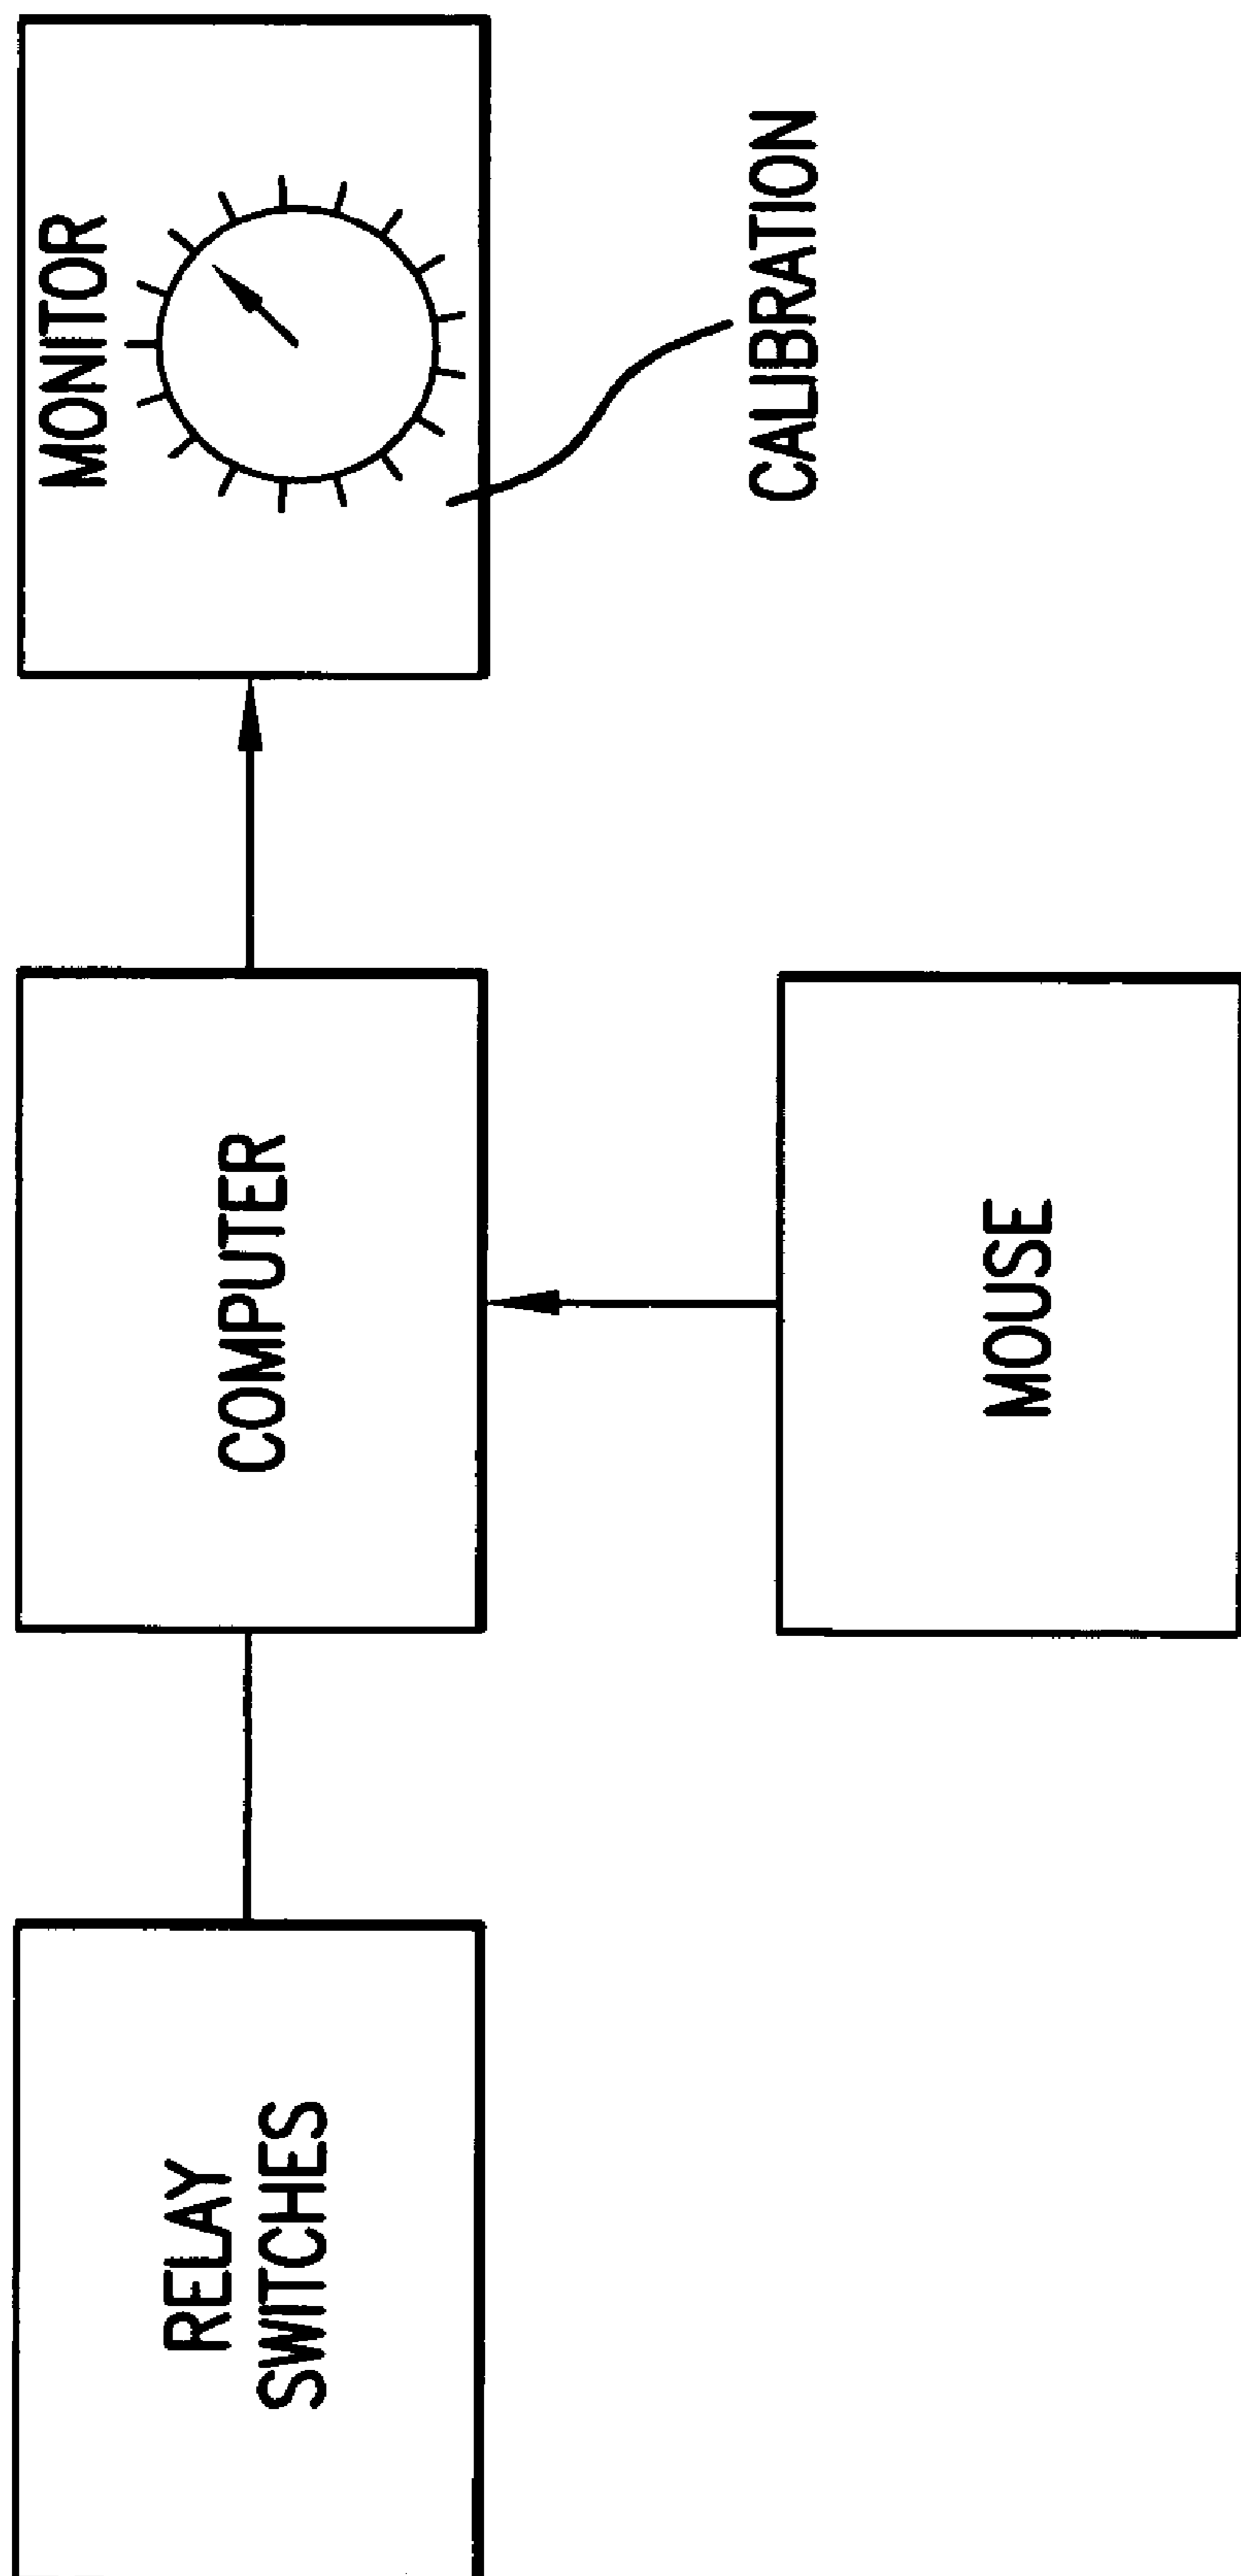 RELAY
SWITCHES
COMPUTER
MONITOR
MOUSE
CALIBRATION